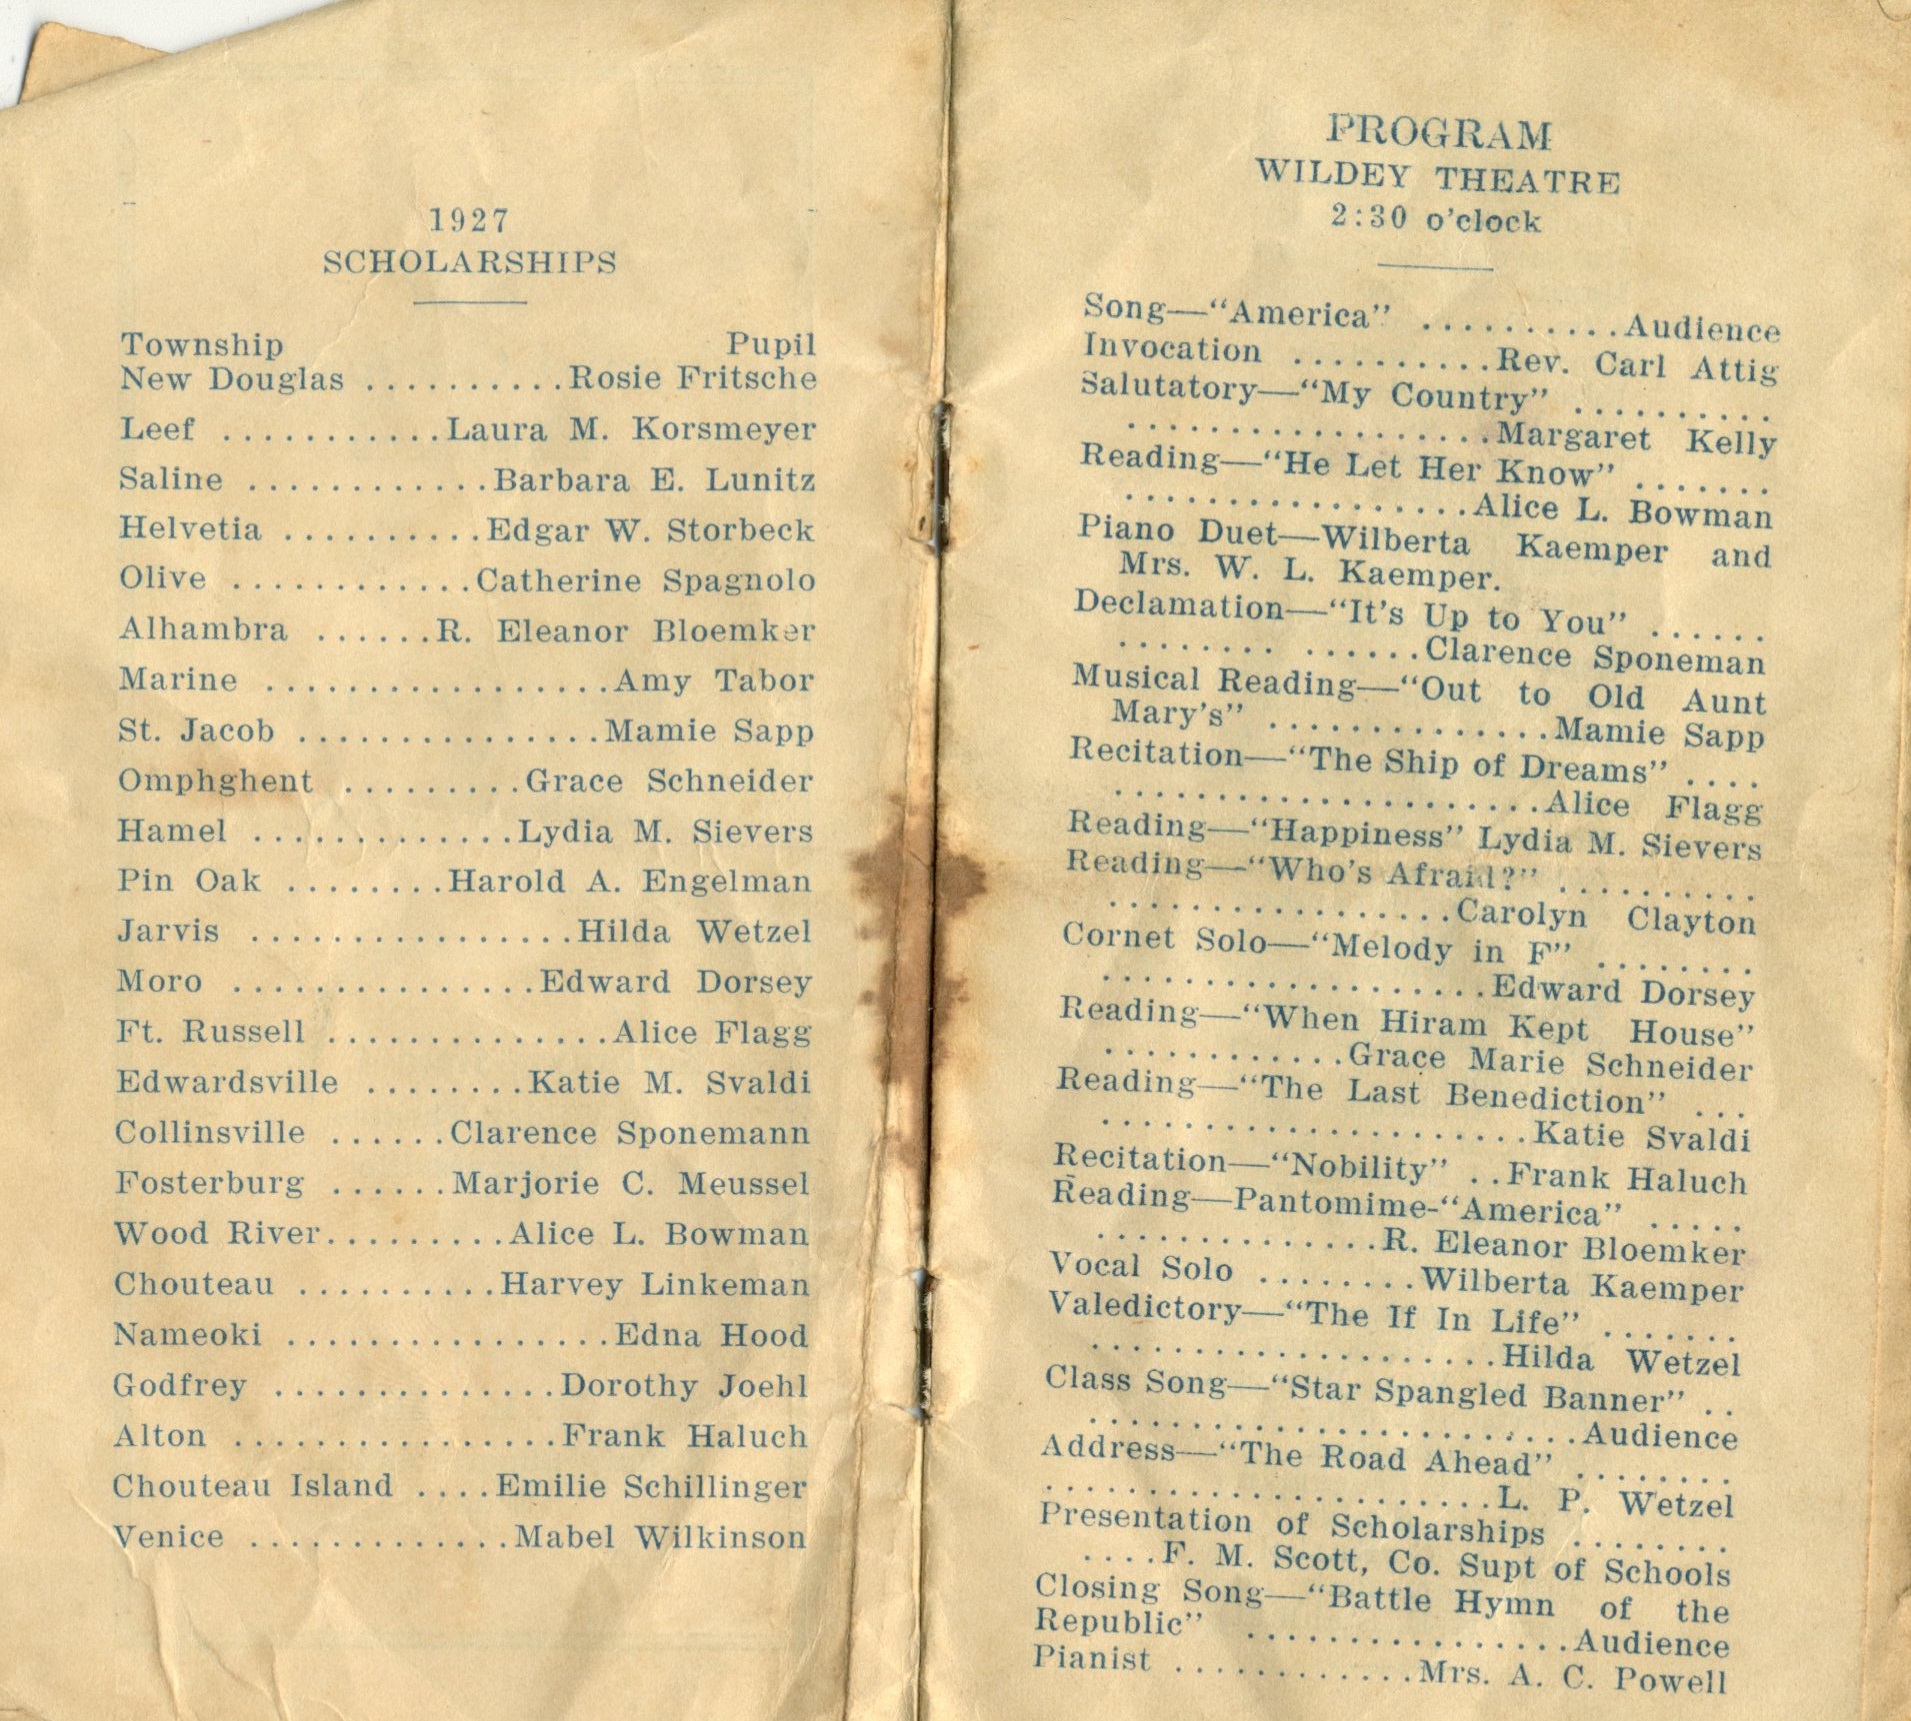 1927
SCHOLARSHIPS
Township Pupil
New Douglas ..........Rosie Fritsche
Leef ...........Laura M. Korsmeyer
Saline ............Barbara E. Lunitz
Helvetia ..........Edgar W. Storbeck
Olive ............Catherine Spagnolo
Alhambra ......R. Eleanor Bloemker
Marine .................Amy Tabor
St. Jacob ...............Mamie Sapp
Omphghent .........Grace Schneider
Hamel .............Lydia M. Sievers
Pin Oak ........Harold A. Engelman
Jarvis ................Hilda Wetzel
Moro ...............Edward Dorsey
Ft. Russell ..............Alice Flagg
Edwardsville ........Katie M. Svaldi
Collinsville ......Clarence Sponemann
Fosterburg ......Marjorie C. Meussel
Wood River.........Alice L. Bowman
Chouteau ..........Harvey Linkeman
Nameoki ................Edna Hood
Godfrey ..............Dorothy Joehl
Alton ................Frank Haluch
Chouteau Island ....Emilie Schillinger
Venice .............Mabel Wilkinson
PROGRAM
WILDEY THEATRE
2:30 o'clock
Song—"America" ..........Audience
Invocation ..........Rev. Carl Attig
Salutatory—"My Country" ..........
..................Margaret Kelly
Reading—"He Let Her Know" .......
.................Alice L. Bowman
Piano Duet—Wilberta Kaemper and
Mrs. W. L. Kaemper.
Declamation—"It's Up to You" ......
........ ......Clarence Sponeman
Musical Reading—"Out to Old Aunt
Mary's" ..............Mamie Sapp
Recitation—"The Ship of Dreams" ....
.....................Alice Flagg
Reading—"Happiness" Lydia M. Sievers
Reading—"Who's Afraid?" ..........
.................Carolyn Clayton
Cornet Solo—"Melody in F" ........
...................Edward Dorsey
Reading—"When Hiram Kept House"
............Grace Marie Schneider
Reading—"The Last Benediction" ...
.....................Katie Svaldi
Recitation—"Nobility" ..Frank Haluch
Reading—Pantomime-"America" .....
..............R. Eleanor Bloemker
Vocal Solo ........Wilberta Kaemper
Valedictory—"The If In Life" .......
....................Hilda Wetzel
Class Song—"Star Spangled Banner" ..
........................Audience
Address—"The Road Ahead" ........
......................L. P. Wetzel
Presentation of Scholarships ........
....F. M. Scott, Co. Supt of Schools
Closing Song—"Battle Hymn of the
Republic" ................Audience
Pianist ............Mrs. A. C. Powell